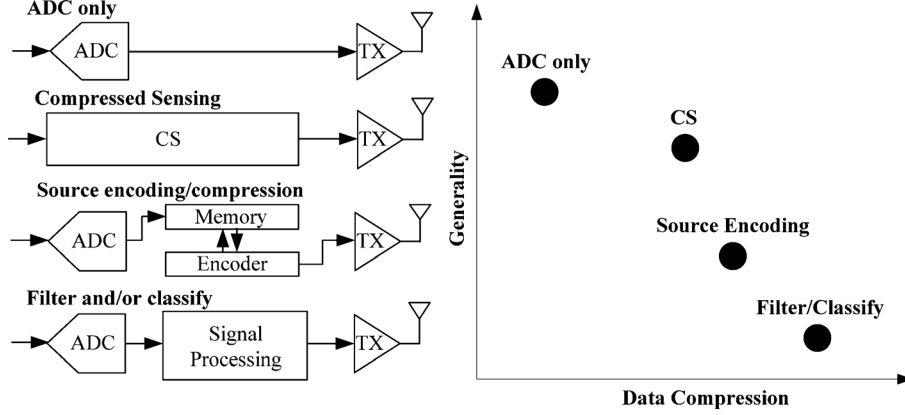 ADC only
ADC
TX
Compressed Sensing
CS
TX
Source encoding/compression
ADC
Memory
Encoder
TX
Filter and/or classify
ADC
Signal
Processing
TX
Generality
ADC only
CS
Source Encoding
Filter/Classify
Data Compression